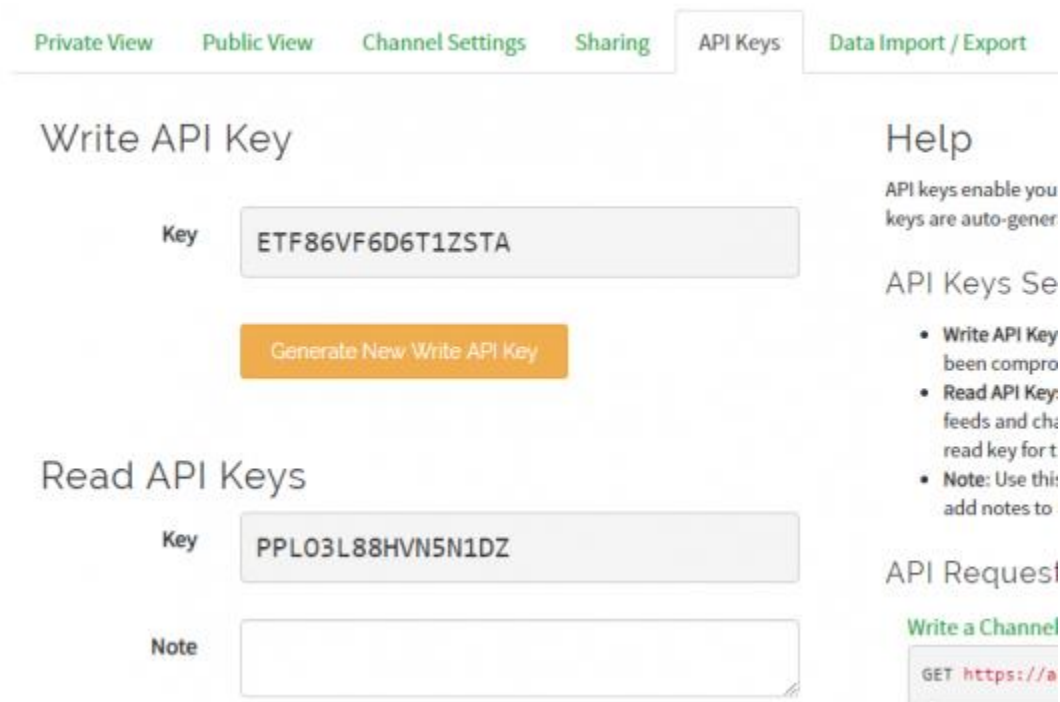 Private View Public View Channel Settings Sharing API Keys Data Import / Export
Write API Key
Key
ETF86VF6D6T1ZSTA
Generate New Write API Key
Read API Keys
Key
PPLO3L88HVN5N1DZ
Note
Help
API keys enable you
keys are auto-gener
API Keys Se
• Write API Key
been compro
• Read API Keys
feeds and cha
read key for t
• Note: Use this
add notes to
API Request
Write a Channel
GET https://a